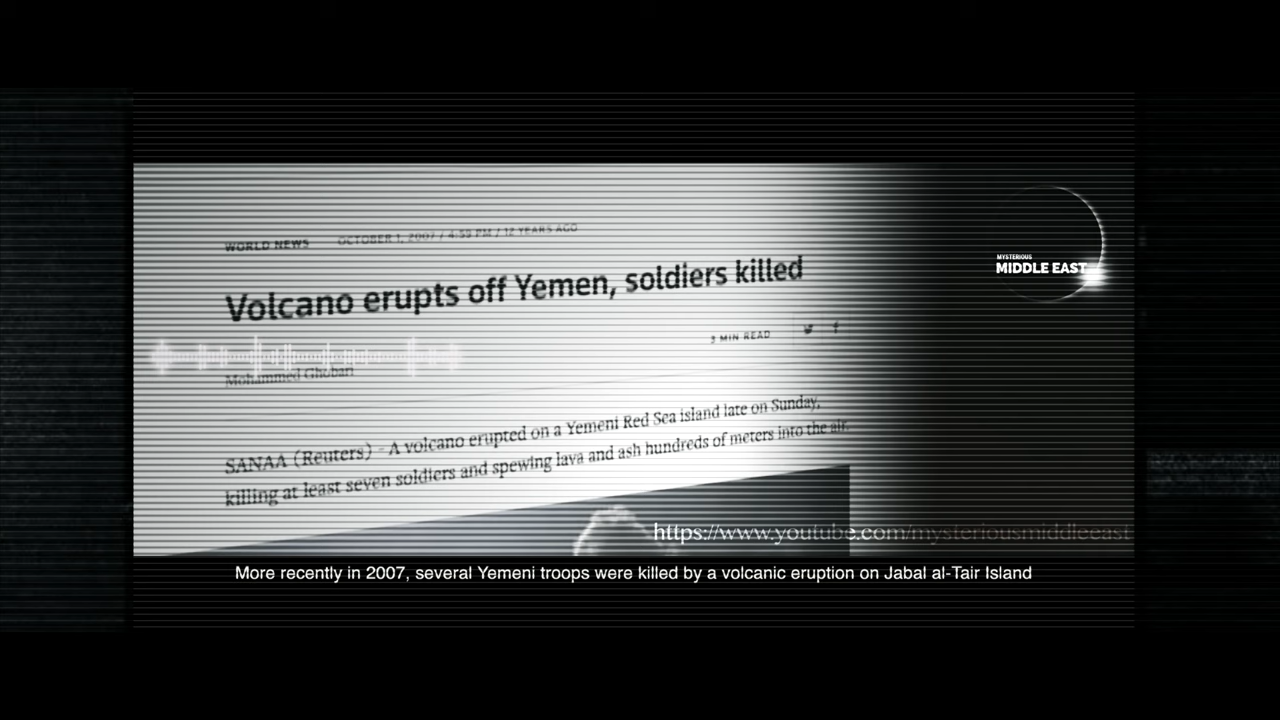 WORLD NEWS OCTOBER 1, 2007 / 4:59 PM / 12 YEARS AGO
Volcano erupts off Yemen, soldiers killed
3 MIN READ
Mohammed Ghobari
SANAA (Reuters) - A volcano erupted on a Yemeni Red Sea island late on Sunday,
killing at least seven soldiers and spewing lava and ash hundreds of meters into the air.
MYSTERIOUS
MIDDLE EAST
https://www.youtube.com/mysteriousmiddleeast
More recently in 2007, several Yemeni troops were killed by a volcanic eruption on Jabal al-Tair Island